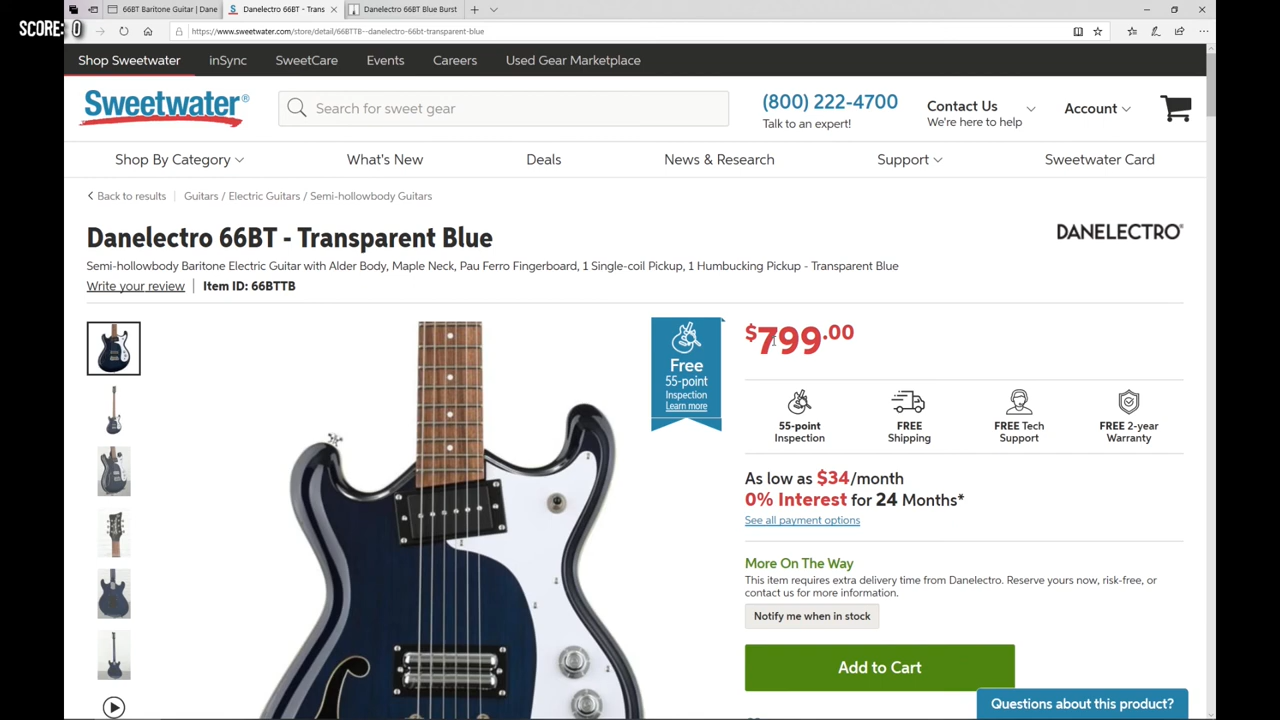 SCORE: 0
66BT Baritone Guitar | Dane
Danelectro 66BT - Trans
Danelectro 66BT Blue Burst
https://www.sweetwater.com/store/detail/66BTTB--danelectro-66bt-transparent-blue
Shop Sweetwater inSync SweetCare Events Careers Used Gear Marketplace
Sweetwater®
Search for sweet gear
(800) 222-4700
Talk to an expert!
Contact Us
We're here to help
Account
Shop By Category What's New Deals News & Research Support Sweetwater Card
Back to results Guitars / Electric Guitars / Semi-hollowbody Guitars
Danelectro 66BT - Transparent Blue
DANELECTRO
Semi-hollowbody Baritone Electric Guitar with Alder Body, Maple Neck, Pau Ferro Fingerboard, 1 Single-coil Pickup, 1 Humbucking Pickup - Transparent Blue
Write your review Item ID: 66BTTB
Free
55-point
Inspection
Learn more
$799.00
55-point
Inspection
FREE
Shipping
FREE Tech
Support
FREE 2-year
Warranty
As low as $34/month
0% Interest for 24 Months*
See all payment options
More On The Way
This item requires extra delivery time from Danelectro. Reserve yours now, risk-free, or
contact us for more information.
Notify me when in stock
Add to Cart
Questions about this product?